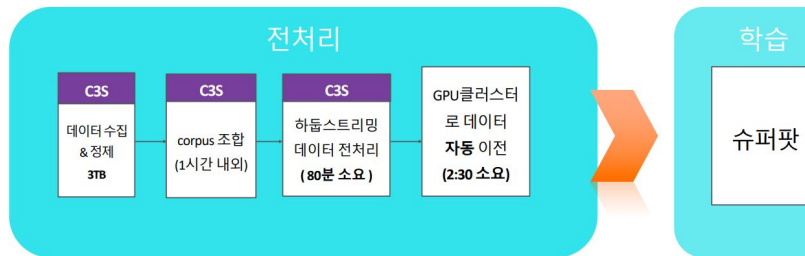 전처리
C3S
데이터 수집
& 정제
3TB
C3S
corpus 조합
(1시간 내외)
C3S
하둡스트리밍
데이터 전처리
( 80분 소요 )
GPU클러스터
로 데이터
자동 이전
(2:30 소요)
학습
슈퍼팟